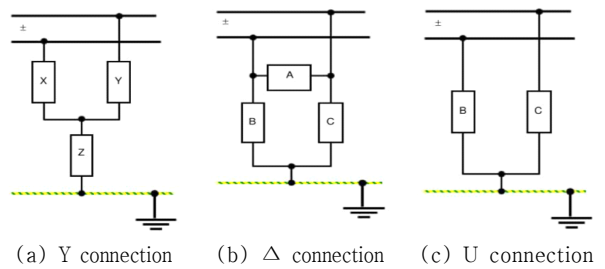 ±
X
Y
Z
±
A
B
C
±
B
C
(a) Y connection
(b) Δ connection
(c) U connection